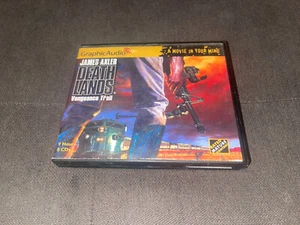 GraphicAudio
A MOVIE IN YOUR MIND
JAMES AXLER
DEATH
LANDS
Vengeance Trail